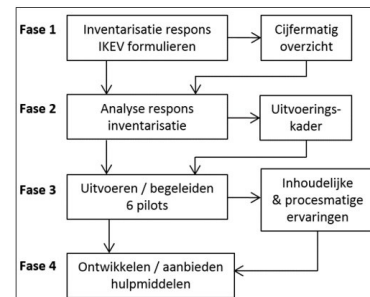 Fase 1
Inventarisatie respons
IKEV formulieren
Cijfermatig
overzicht
Fase 2
Analyse respons
inventarisatie
Uitvoerings-
kader
Fase 3
Uitvoeren / begeleiden
6 pilots
Inhoudelijke
& procesmatige
ervaringen
Fase 4
Ontwikkelen / aanbieden
hulpmiddelen